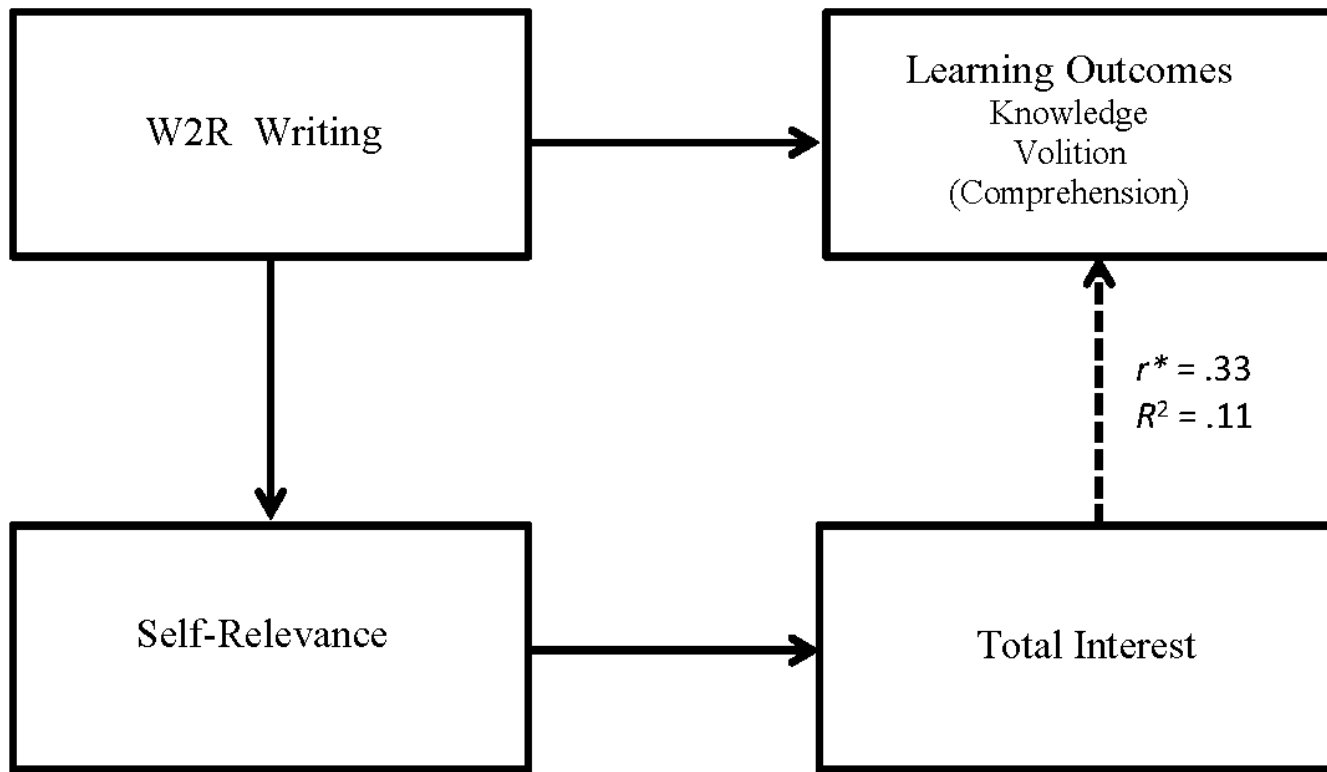 W2R Writing
Learning Outcomes
Knowledge
Volition
(Comprehension)
r* = .33
R² = .11
Self-Relevance
Total Interest